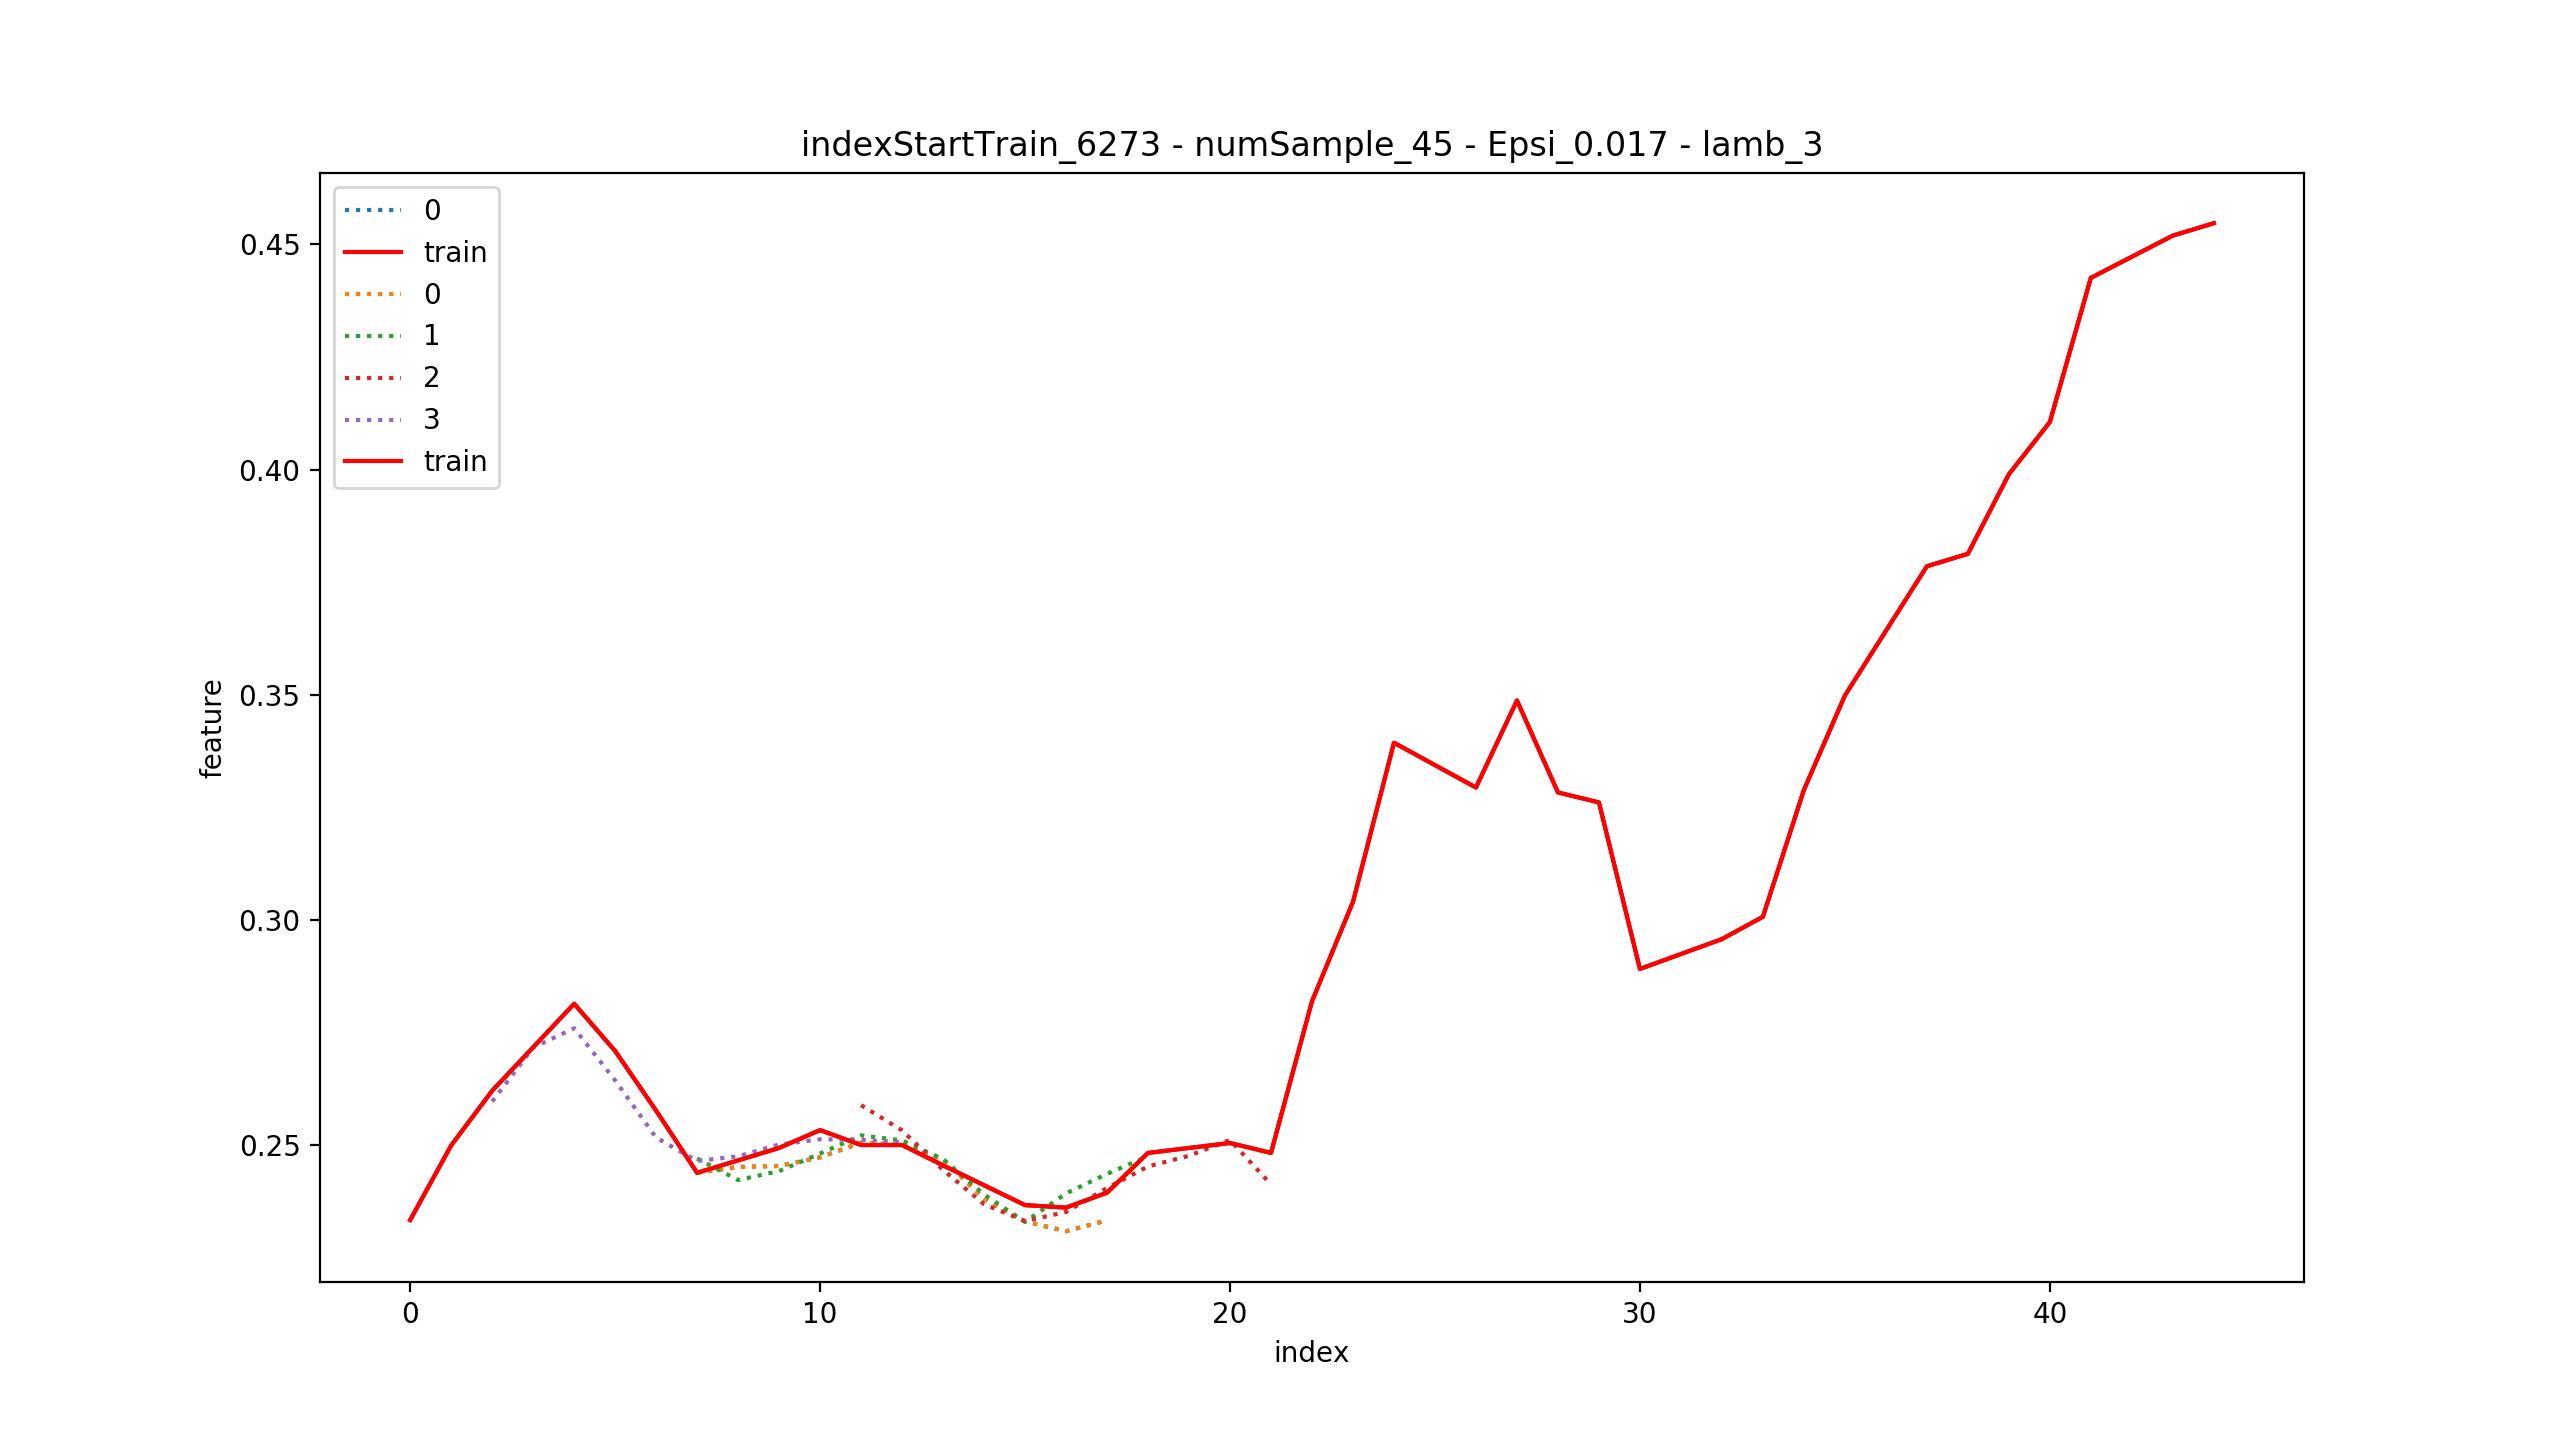 indexStartTrain_6273 - numSample_45 - Epsi_0.017 - lamb_3
0
train
0
1
2
3
train
0.45
0.40
0.35
0.30
0.25
feature
0 10 20 30 40
index